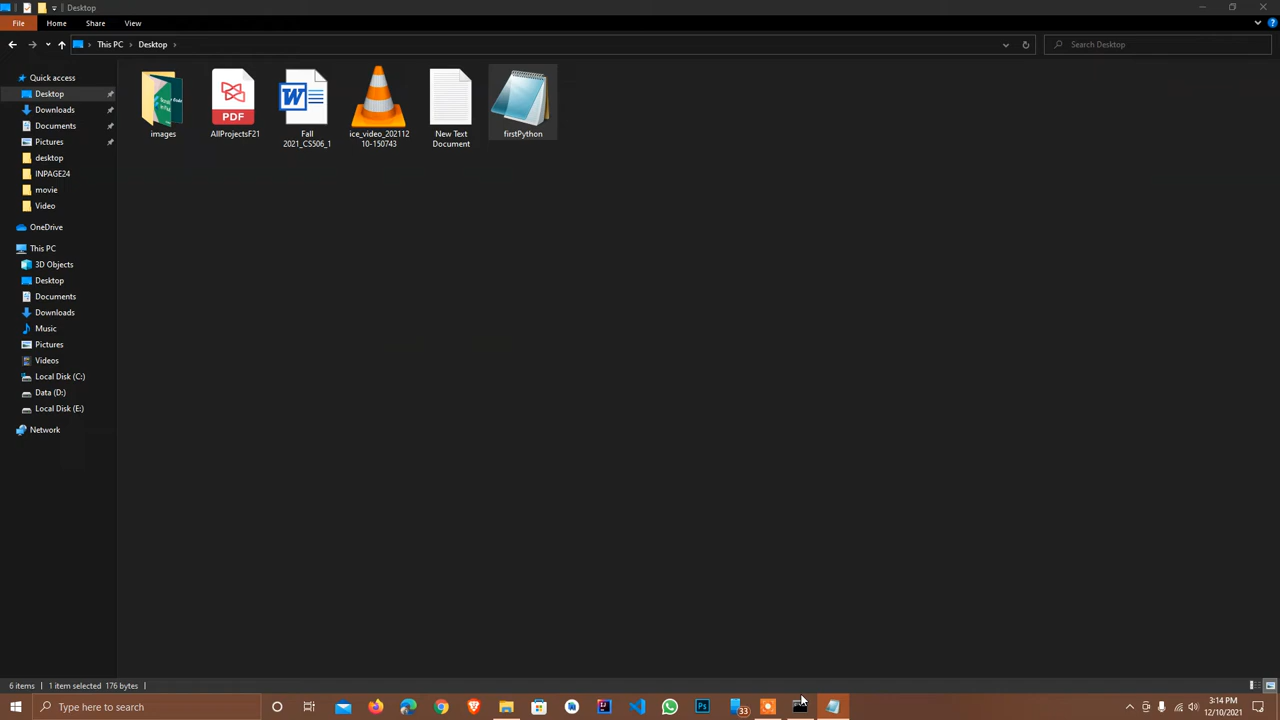 Desktop
File Home Share View
This PC Desktop
Search Desktop
Quick access
Desktop
Downloads
Documents
Pictures
desktop
INPAGE24
movie
Video
OneDrive
This PC
3D Objects
Desktop
Documents
Downloads
Music
Pictures
Videos
Local Disk (C:)
Data (D:)
Local Disk (E:)
Network
images
PDF
AllProjectsF21
W
Fall
2021_CS506_1
ice_video_202112
10-150743
New Text
Document
firstPython
6 items 1 item selected 176 bytes
Type here to search
Ps
33
3:14 PM
12/10/2021